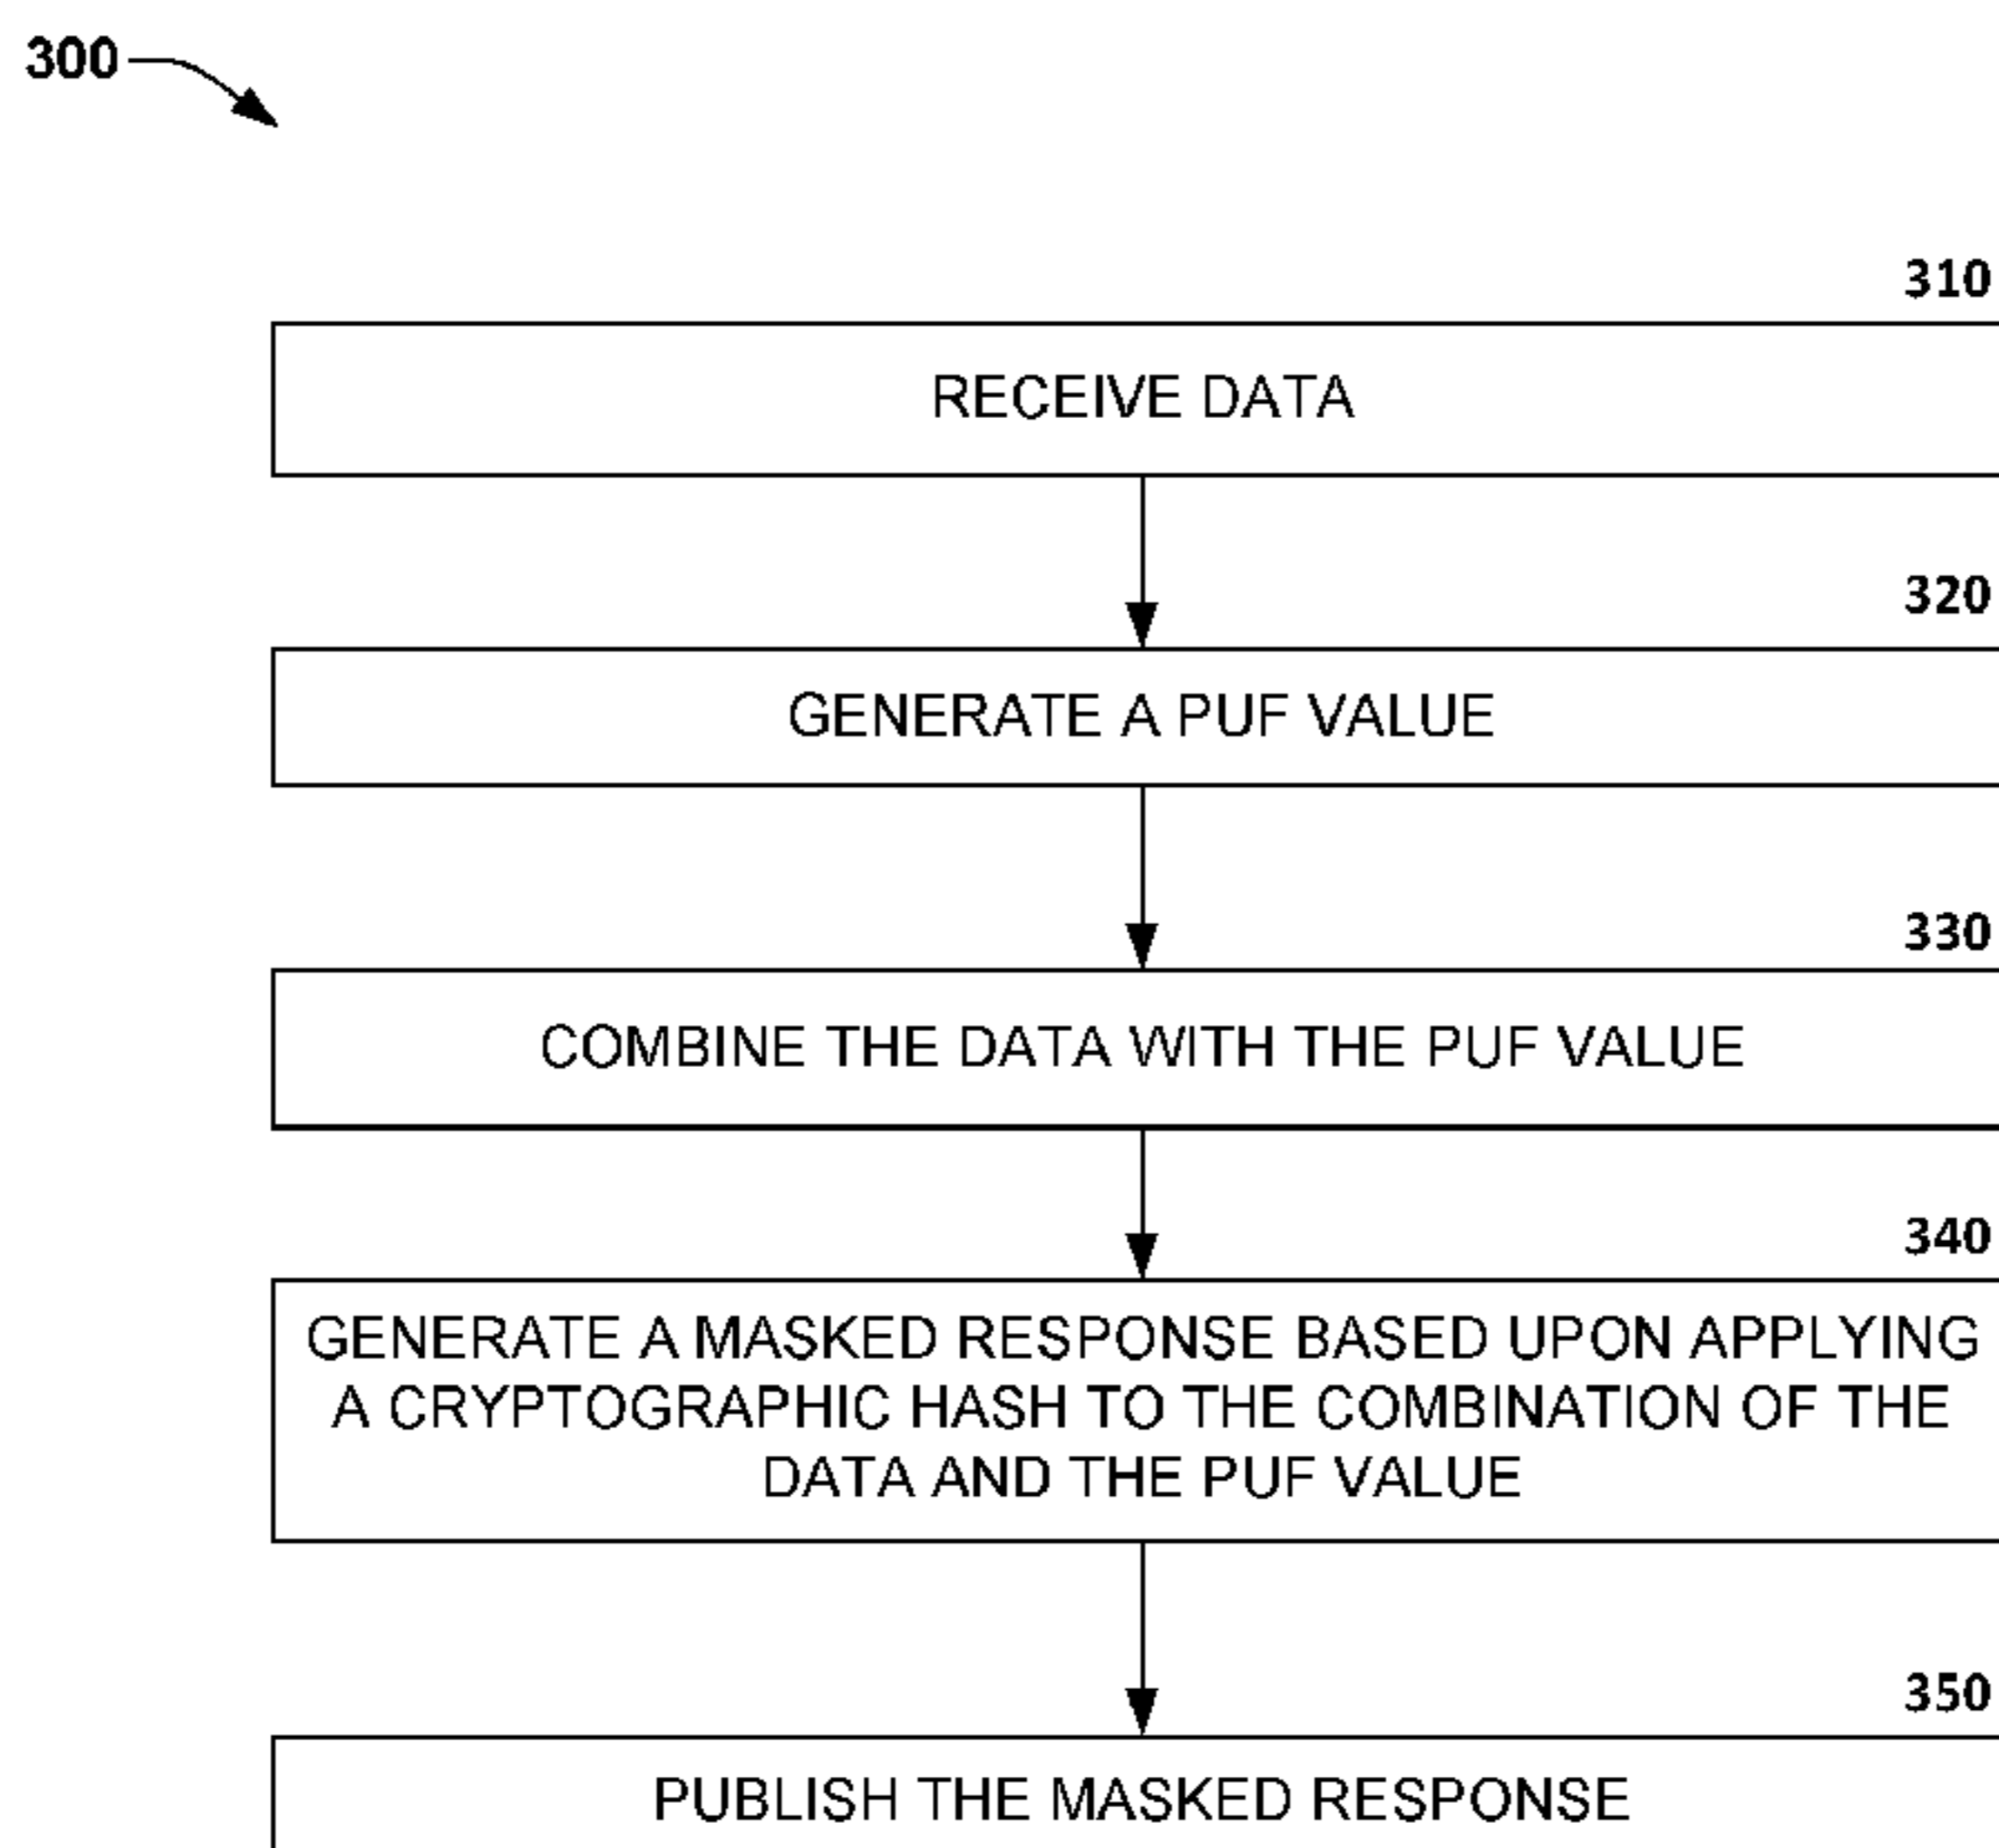 300
310
RECEIVE DATA
320
GENERATE A PUF VALUE
330
COMBINE THE DATA WITH THE PUF VALUE
340
GENERATE A MASKED RESPONSE BASED UPON APPLYING
A CRYPTOGRAPHIC HASH TO THE COMBINATION OF THE
DATA AND THE PUF VALUE
350
PUBLISH THE MASKED RESPONSE